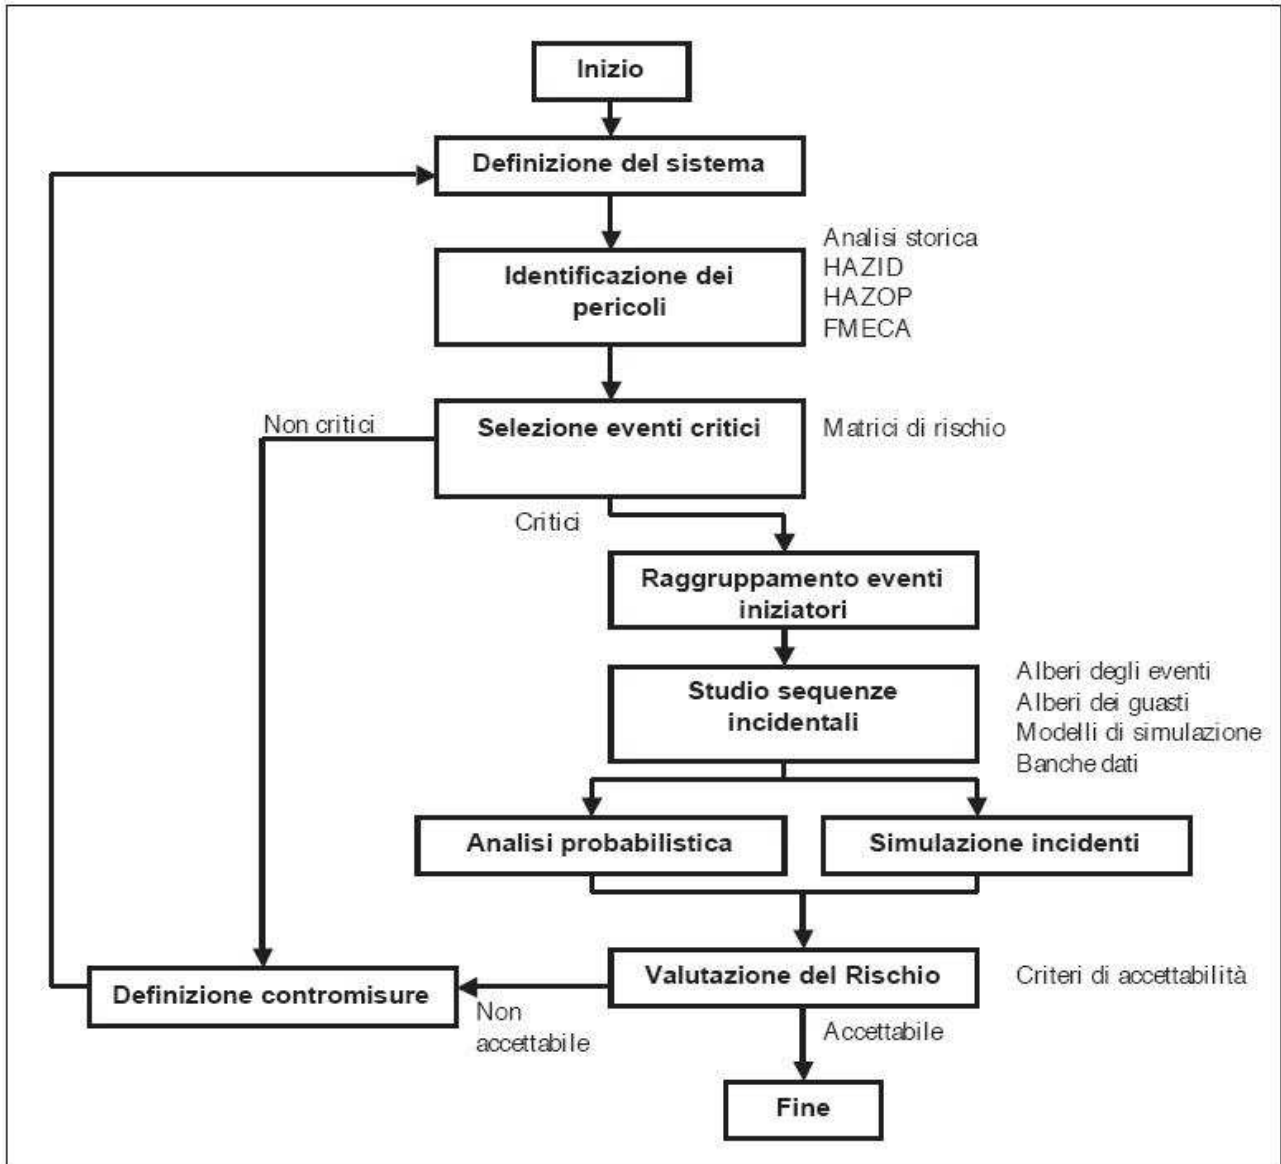 Inizio
Definizione del sistema
Identificazione dei
pericoli
Analisi storica
HAZID
HAZOP
FMECA
Non critici
Selezione eventi critici
Matrici di rischio
Critici
Raggruppamento eventi
iniziatori
Studio sequenze
incidentali
Alberi degli eventi
Alberi dei guasti
Modelli di simulazione
Banche dati
Analisi probabilistica
Simulazione incidenti
Valutazione del Rischio
Criteri di accettabilità
Definizione contromisure
Non
accettabile
Accettabile
Fine